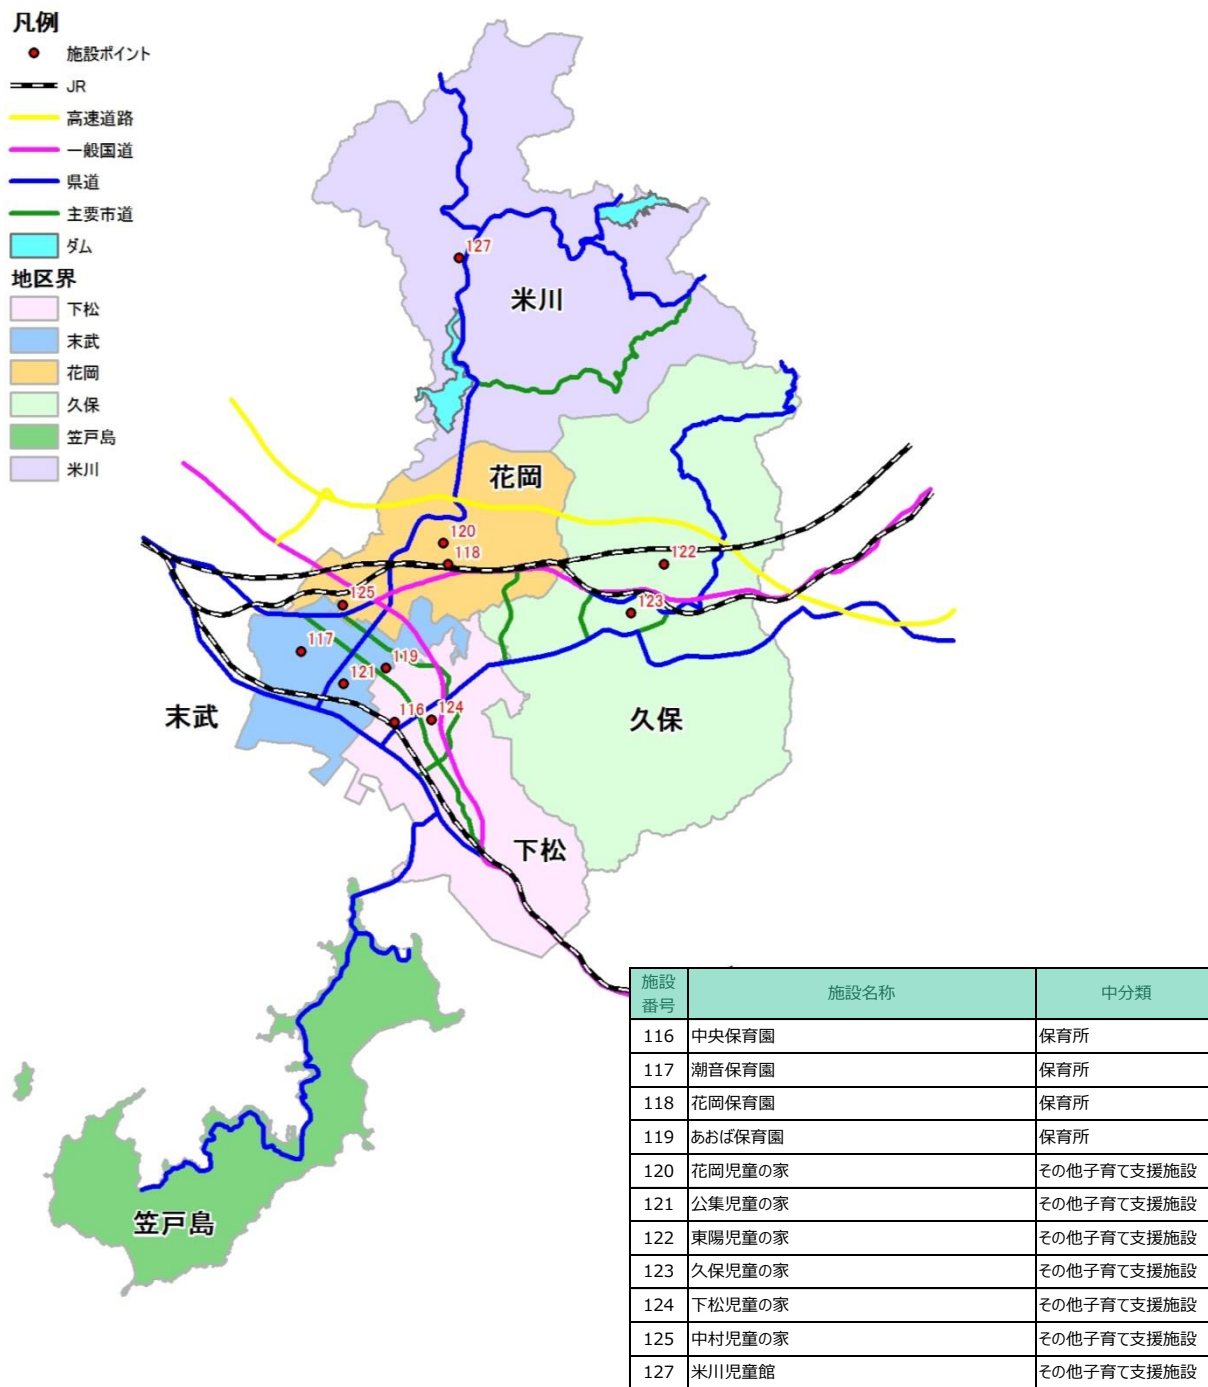 凡例
施設ポイント
JR
高速道路
一般国道
県道
主要市道
ダム
地区界
下松
末武
花岡
久保
笠戸島
米川
127
米川
花岡
120
118
122
125
123
117
119
121
末武
116
124
久保
下松
笠戸島
施設番号 施設名称 中分類
116 中央保育園 保育所
117 潮音保育園 保育所
118 花岡保育園 保育所
119 あおば保育園 保育所
120 花岡児童の家 その他子育て支援施設
121 公集児童の家 その他子育て支援施設
122 東陽児童の家 その他子育て支援施設
123 久保児童の家 その他子育て支援施設
124 下松児童の家 その他子育て支援施設
125 中村児童の家 その他子育て支援施設
127 米川児童館 その他子育て支援施設